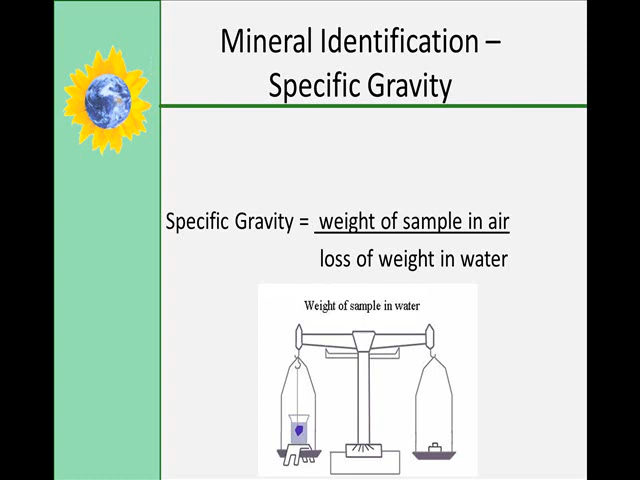 Mineral Identification –
Specific Gravity
Specific Gravity = weight of sample in air
loss of weight in water
Weight of sample in water